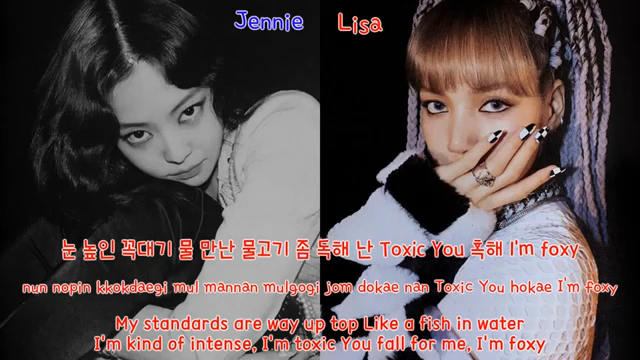 Jennie Lisa
눈 높인 꼭대기 물 만난 물고기 좀 독해 난 Toxic You 혹해 I'm foxy
nun nopin kkokdaegi mul mannan mulgogi jom dokae nan Toxic You hokae I'm foxy
My standards are way up top Like a fish in water
I'm kind of intense, I'm toxic You fall for me, I'm foxy